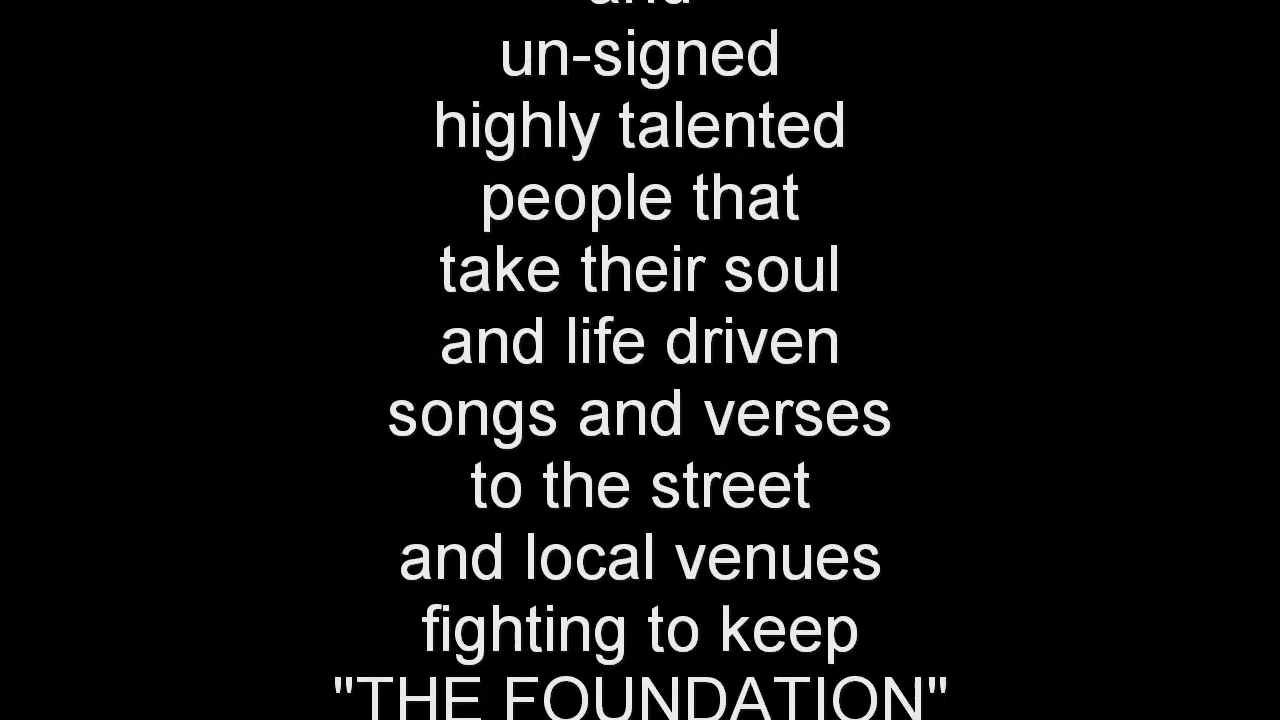 and
un-signed
highly talented
people that
take their soul
and life driven
songs and verses
to the street
and local venues
fighting to keep
"THE FOUNDATION"